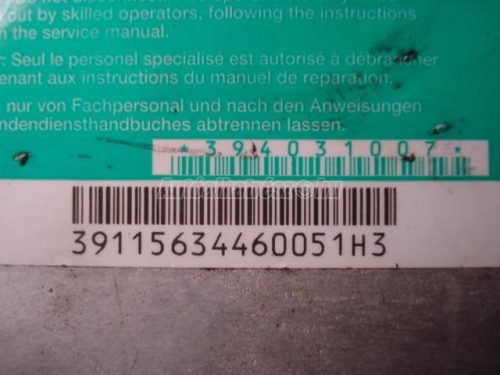 out by skilled operators, following the instructions
the service manual.
: Seul le personel spécialisé est autorisé à débrancher
enant aux instructions du manuel de reparation.
nur von Fachpersonal und nach den Anweisungen
ndendiensthandbuches abtrennen lassen.
*394031007*
39115634460051H3